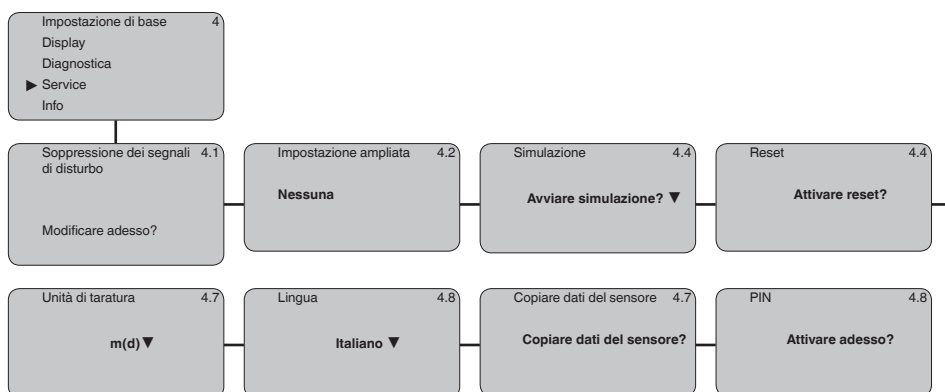 Impostazione di base 4
Display
Diagnostica
▶ Service
Info
Soppressione dei segnali 4.1
di disturbo
Modificare adesso?
Impostazione ampliata 4.2
Nessuna
Simulazione 4.4
Avviare simulazione? ▼
Reset 4.4
Attivare reset?
Unità di taratura 4.7
m(d) ▼
Lingua 4.8
Italiano ▼
Copiare dati del sensore 4.7
Copiare dati del sensore?
PIN 4.8
Attivare adesso?